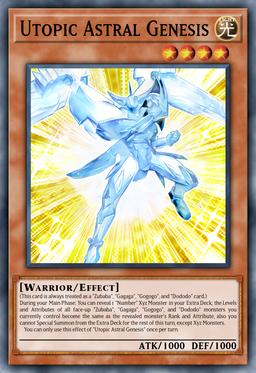 UTOPIC ASTRAL GENESIS
光
[WARRIOR/EFFECT]
(This card is always treated as a "Zubaba", "Gagaga", "Gogogo", and "Dododo" card.)
During your Main Phase: You can reveal 1 "Number" Xyz Monster in your Extra Deck; the Levels
and Attributes of all face-up "Zubaba", "Gagaga", "Gogogo", and "Dododo" monsters you
currently control become the same as the revealed monster's Rank and Attribute, also you
cannot Special Summon from the Extra Deck for the rest of this turn, except Xyz Monsters.
You can only use this effect of "Utopic Astral Genesis" once per turn.
ATK/1000 DEF/1000